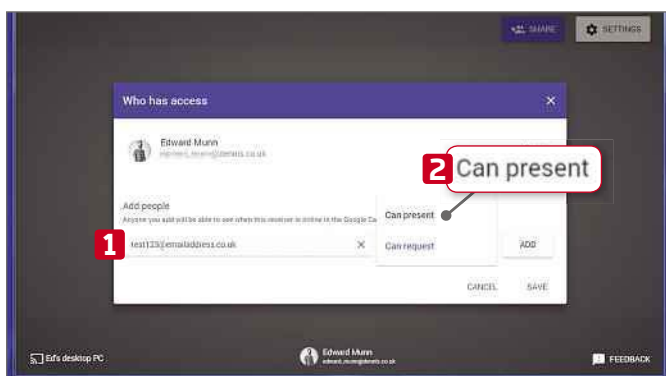 SHARE
SETTINGS
Who has access
Edward Munn
2 Can present
Add people
Anyone you add will be able to see when this receiver is online in the Google Ca
Can present
1 test123@emailaddress.co.uk
Can request
ADD
CANCEL SAVE
Ed's desktop PC
Edward Munn
FEEDBACK